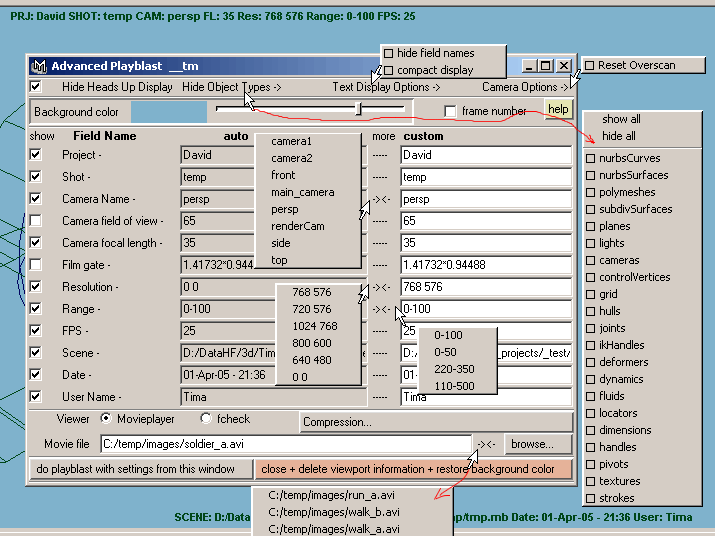 PRJ: David SHOT: temp CAM: persp FL: 35 Res: 768 576 Range: 0-100 FPS: 25
hide field names
compact display
Reset Overscan
Advanced Playblast __tm
Hide Heads Up Display Hide Object Types -> Text Display Options -> Camera Options ->
Background color frame number help
show Field Name auto more custom
Project - David ----- David
Shot - temp ----- temp
Camera Name - persp -><- persp
Camera field of view - 65 ----- 65
Camera focal length - 35 ----- 35
Film gate - 1.41732*0.944 ----- 1.41732*0.94488
Resolution - 0 0 -><- 768 576
Range - 0-100 -><- 0-100
FPS - 25 ----- 25
Scene - D:/DataHF/3d/Tim ----- D:/ _projects/_test/
Date - 01-Apr-05 - 21:36 ----- 01-
User Name - Tima ----- Tima
camera1
camera2
front
main_camera
persp
renderCam
side
top
768 576
720 576
1024 768
800 600
640 480
0 0
0-100
0-50
220-350
110-500
show all
hide all
nurbsCurves
nurbsSurfaces
polymeshes
subdivSurfaces
planes
lights
cameras
controlVertices
grid
hulls
joints
ikHandles
deformers
dynamics
fluids
locators
dimensions
handles
pivots
textures
strokes
Viewer Movieplayer fcheck Compression...
Movie file C:/temp/images/soldier_a.avi -><- browse...
do playblast with settings from this window close + delete viewport information + restore background color
C:/temp/images/run_a.avi
C:/temp/images/walk_b.avi
C:/temp/images/walk_a.avi
SCENE: D:/Data ap/tmp.mb Date: 01-Apr-05 - 21:36 User: Tima